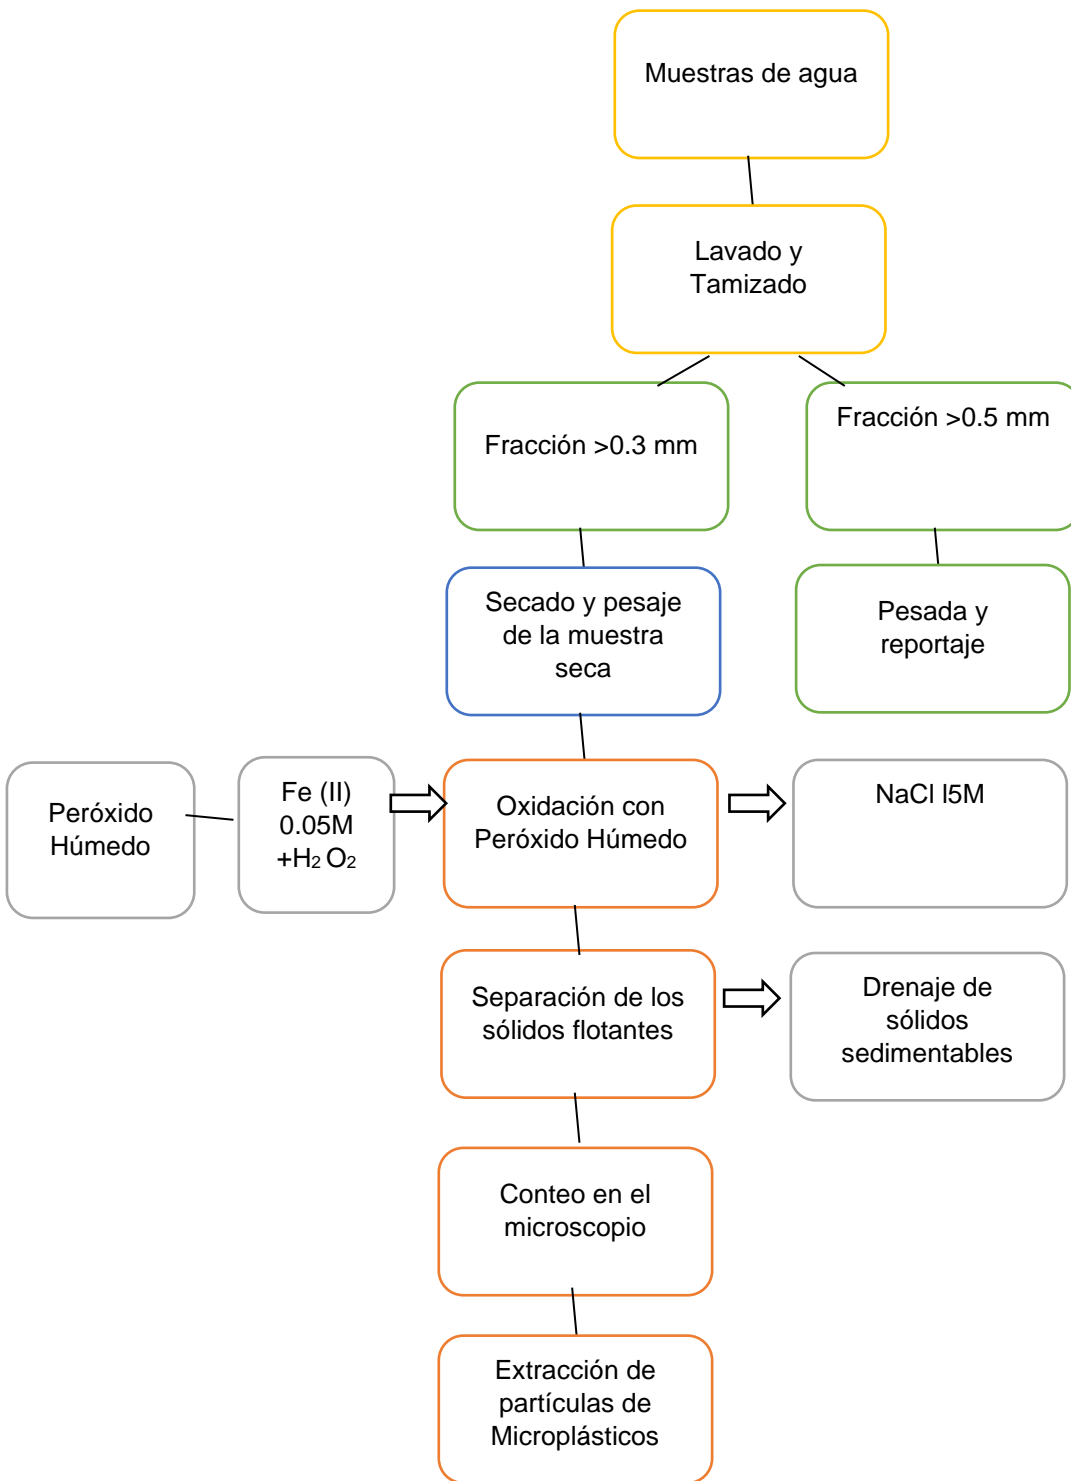 Muestras de agua
Lavado y
Tamizado
Fracción >0.3 mm
Fracción >0.5 mm
Secado y pesaje
de la muestra
seca
Pesada y
reportaje
Peróxido
Húmedo
Fe (II)
0.05M
+H₂ O₂
Oxidación con
Peróxido Húmedo
NaCl I5M
Separación de los
sólidos flotantes
Drenaje de
sólidos
sedimentables
Conteo en el
microscopio
Extracción de
partículas de
Microplásticos